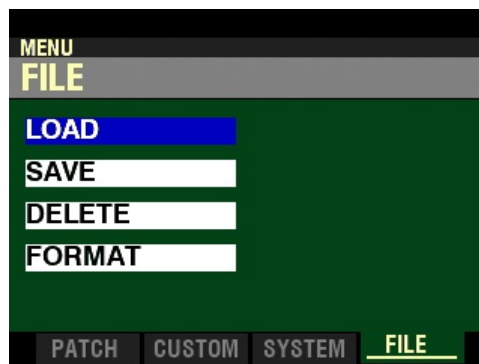 MENU
FILE
LOAD
SAVE
DELETE
FORMAT
PATCH CUSTOM SYSTEM FILE